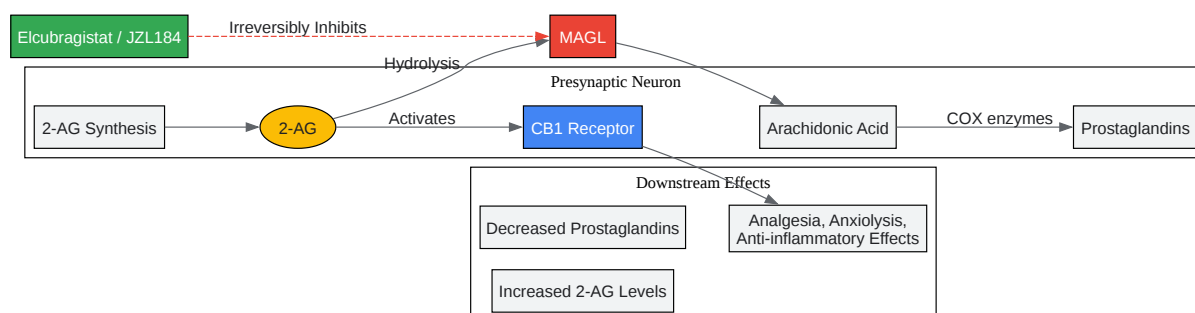 Elcubragistat / JZL184
Irreversibly Inhibits
MAGL
Hydrolysis
Presynaptic Neuron
2-AG Synthesis
2-AG
Activates
CB1 Receptor
Arachidonic Acid
COX enzymes
Prostaglandins
Downstream Effects
Decreased Prostaglandins
Analgesia, Anxiolysis,
Anti-inflammatory Effects
Increased 2-AG Levels